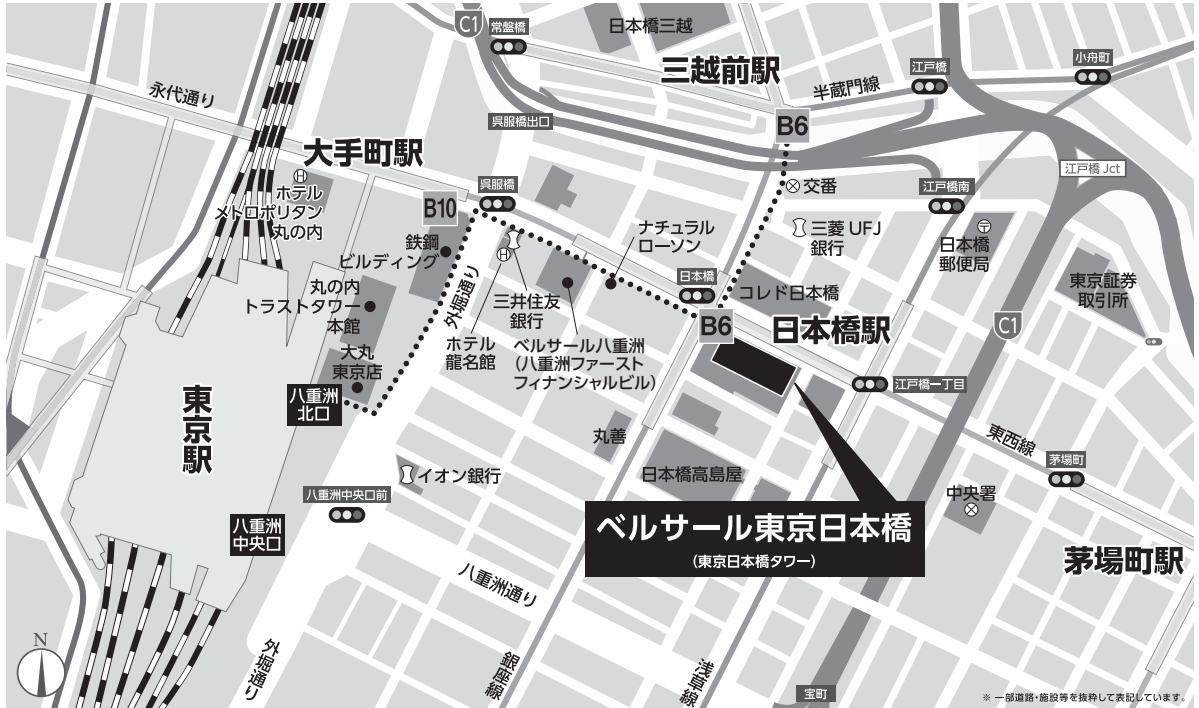 C1
常盤橋
日本橋三越
三越前駅
江戸橋
小舟町
半蔵門線
永代通り
呉服橋出口
B6
大手町駅
江戸橋Jct
H
ホテル
メトロポリタン
丸の内
呉服橋
交番
江戸橋南
B10
ナチュラル
ローソン
三菱UFJ
銀行
日本橋
郵便局
鉄鋼
ビルディング
H
外堀通り
日本橋
コレド日本橋
東京証券
取引所
丸の内
トラストタワー
本館
三井住友
銀行
B6
日本橋駅
C1
ホテル
龍名館
ベルサール八重洲
(八重洲ファースト
フィナンシャルビル)
大丸
東京店
八重洲
北口
江戸橋一丁目
東京駅
丸善
東西線
茅場町
イオン銀行
日本橋高島屋
八重洲中央口前
中央署
八重洲
中央口
ベルサール東京日本橋
(東京日本橋タワー)
茅場町駅
八重洲通り
N
外堀通り
銀座線
浅草線
宝町
※ 一部道路・施設等を抜粋して表記しています。